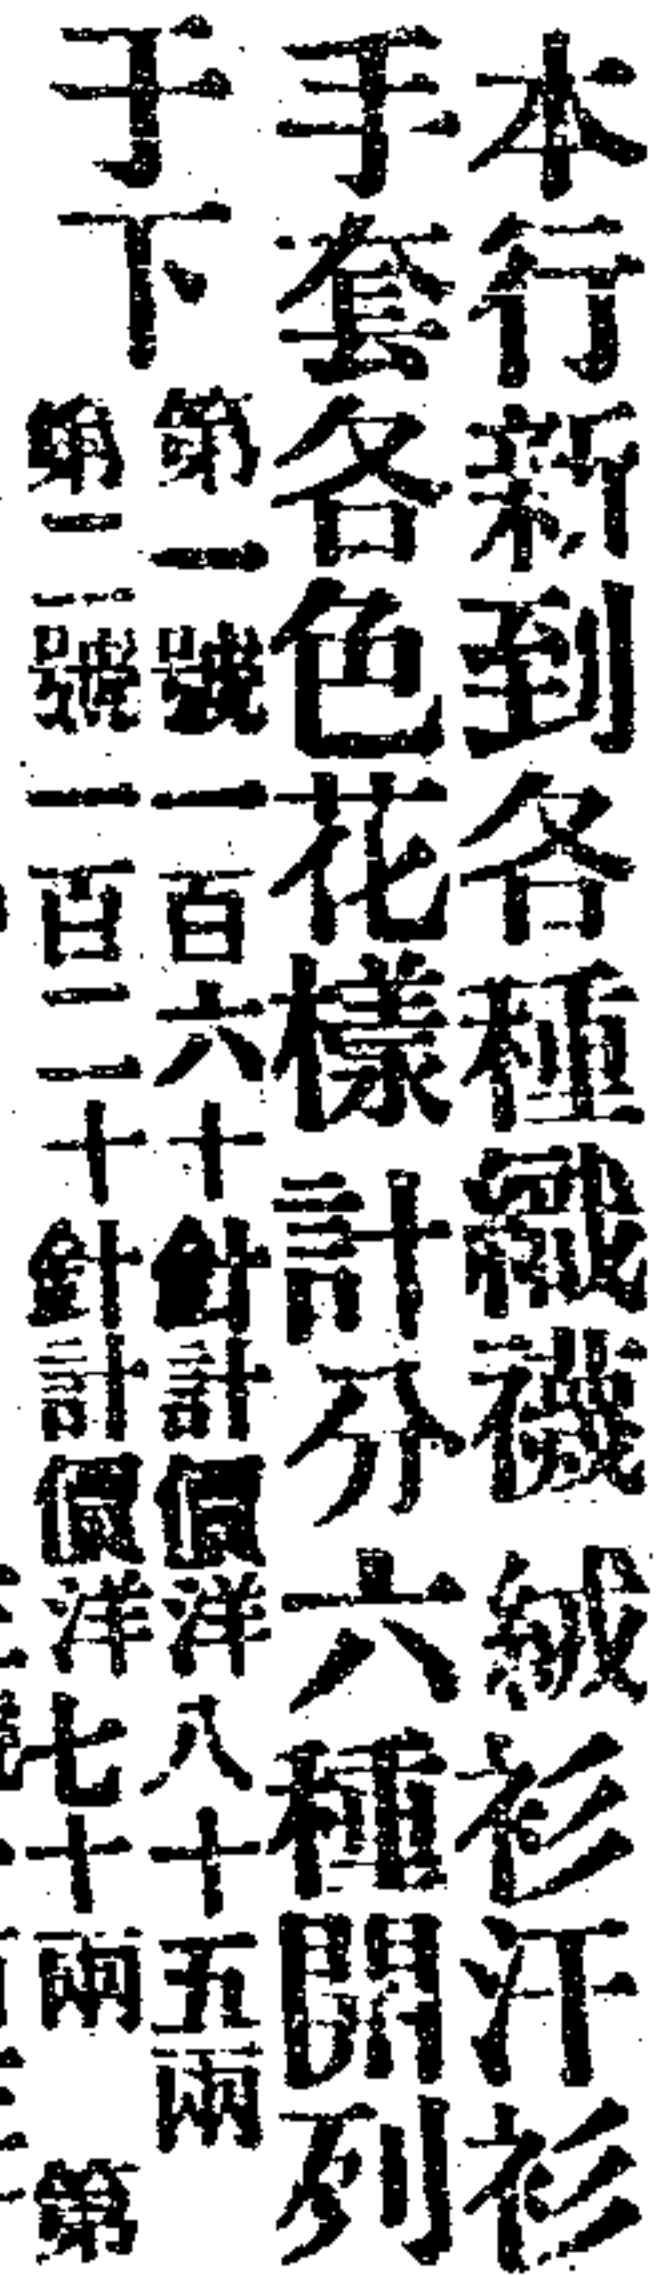 本行新到各種織襪絨衫汗衫
手套各色花樣計分六種開列
于下
第一號一百六十針計價洋八十五兩
第二號一百二十針計價洋七十兩 第